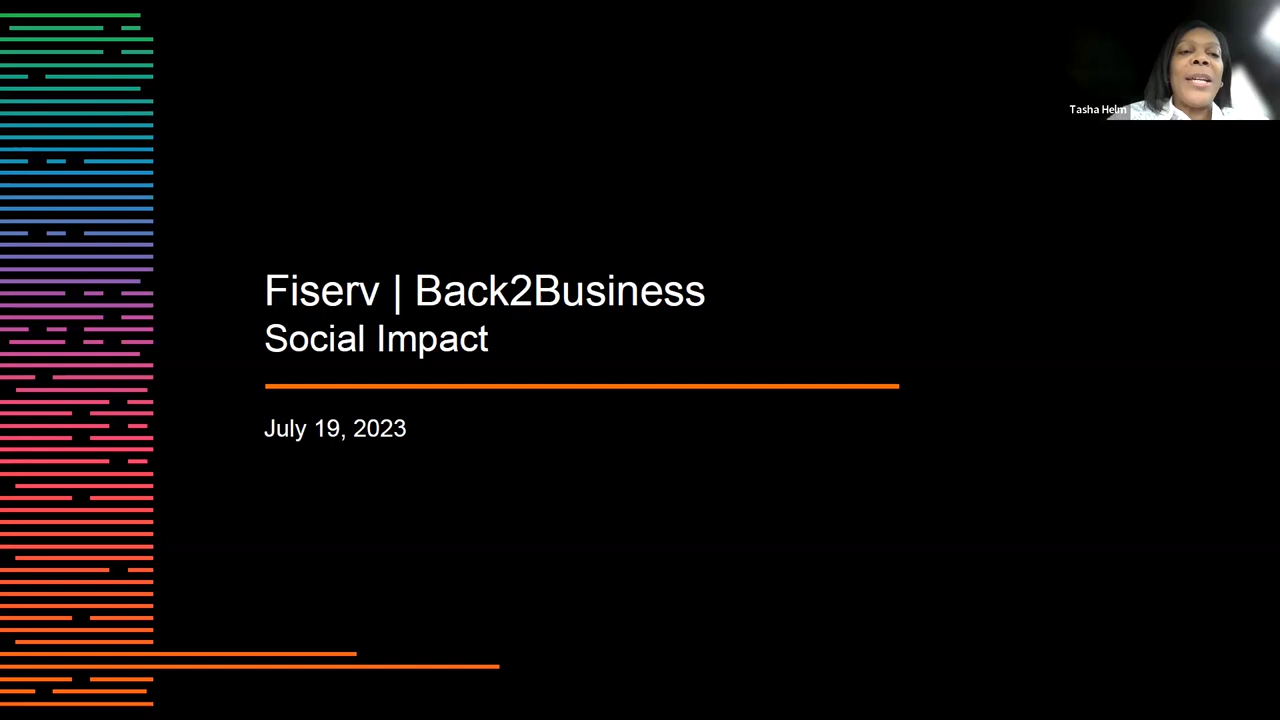 Tasha Helm
Fiserv | Back2Business
Social Impact
July 19, 2023